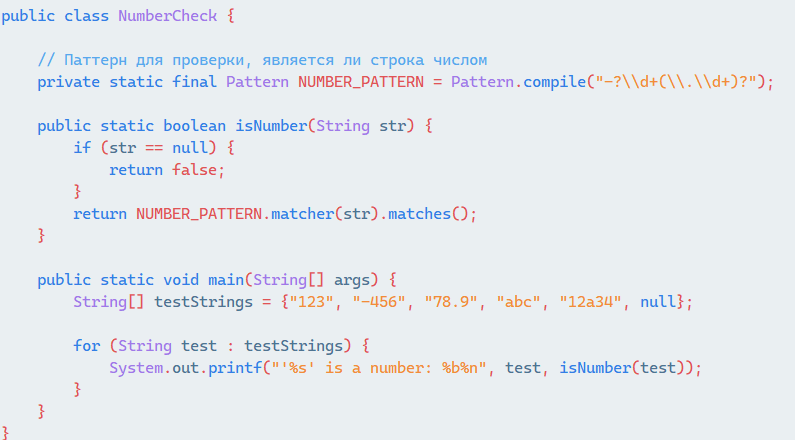 public class NumberCheck {
// Паттерн для проверки, является ли строка числом
private static final Pattern NUMBER_PATTERN = Pattern.compile("-?\\d+(\\.\\d+)?");
public static boolean isNumber(String str) {
if (str == null) {
return false;
}
return NUMBER_PATTERN.matcher(str).matches();
}
public static void main(String[] args) {
String[] testStrings = {"123", "-456", "78.9", "abc", "12a34", null};
for (String test : testStrings) {
System.out.printf("'%s' is a number: %b%n", test, isNumber(test));
}
}
}